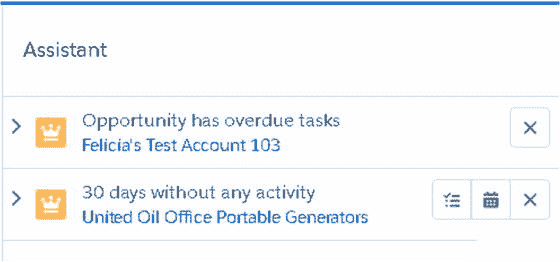 Assistant
Opportunity has overdue tasks
Felicia's Test Account 103
30 days without any activity
United Oil Office Portable Generators